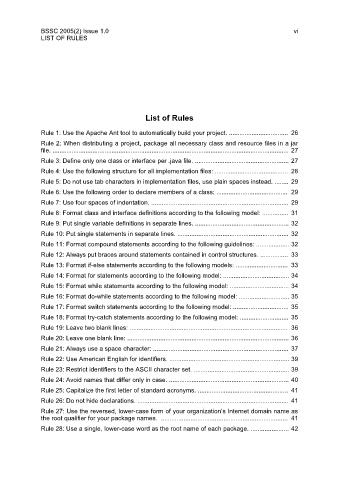 BSSC 2005(2) Issue 1.0 vi
LIST OF RULES
List of Rules
Rule 1: Use the Apache Ant tool to automatically build your project. ................................. 26
Rule 2: When distributing a project, package all necessary class and resource files in a jar
file. ................................................................................................................................ 27
Rule 3: Define only one class or interface per .java file. .................................................... 27
Rule 4: Use the following structure for all implementation files: ........................................ 28
Rule 5: Do not use tab characters in implementation files, use plain spaces instead. ........ 29
Rule 6: Use the following order to declare members of a class: ........................................ 29
Rule 7: Use four spaces of indentation. ............................................................................ 29
Rule 8: Format class and interface definitions according to the following model: .............. 31
Rule 9: Put single variable definitions in separate lines. .................................................... 32
Rule 10: Put single statements in separate lines. .............................................................. 32
Rule 11: Format compound statements according to the following guidelines: .................. 32
Rule 12: Always put braces around statements contained in control structures. ................ 33
Rule 13: Format if-else statements according to the following models: ............................. 33
Rule 14: Format for statements according to the following model: .................................... 34
Rule 15: Format while statements according to the following model: ................................ 34
Rule 16: Format do-while statements according to the following model: ........................... 35
Rule 17: Format switch statements according to the following model: ............................... 35
Rule 18: Format try-catch statements according to the following model: ........................... 35
Rule 19: Leave two blank lines: ........................................................................................ 36
Rule 20: Leave one blank line: ......................................................................................... 36
Rule 21: Always use a space character: ........................................................................... 37
Rule 22: Use American English for identifiers. .................................................................. 39
Rule 23: Restrict identifiers to the ASCII character set. ..................................................... 39
Rule 24: Avoid names that differ only in case. ................................................................... 40
Rule 25: Capitalize the first letter of standard acronyms. .................................................. 41
Rule 26: Do not hide declarations. .................................................................................... 41
Rule 27: Use the reversed, lower-case form of your organization's Internet domain name as
the root qualifier for your package names. ....................................................................... 41
Rule 28: Use a single, lower-case word as the root name of each package. ..................... 42